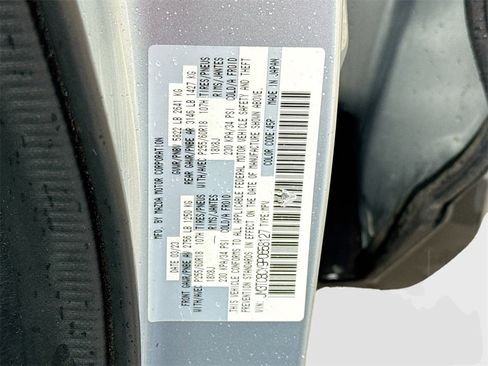 MFD. BY MAZDA MOTOR CORPORATION
DATE: 03/23 GVWR/PNBV 5822 LB 2641 KG
FRONT GAWR/PNBE AV 2756 LB 1250 KG REAR GAWR/PNBE AR 3146 LB 1427 KG
WITH/AVEC P255/60R18 107H TIRES/PNEUS WITH/AVEC P255/60R18 107H TIRES/PNEUS
18X8J — RIMS/JANTES 18X8J — RIMS/JANTES
230 KPA/34 PSI COLD/A FROID 230 KPA/34 PSI COLD/A FROID
THIS VEHICLE CONFORMS TO ALL APPLICABLE FEDERAL MOTOR VEHICLE SAFETY AND THEFT
PREVENTION STANDARDS IN EFFECT ON THE DATE OF MANUFACTURE SHOWN ABOVE.
TYPE: MPV COLOR CODE: 45P MADE IN JAPAN